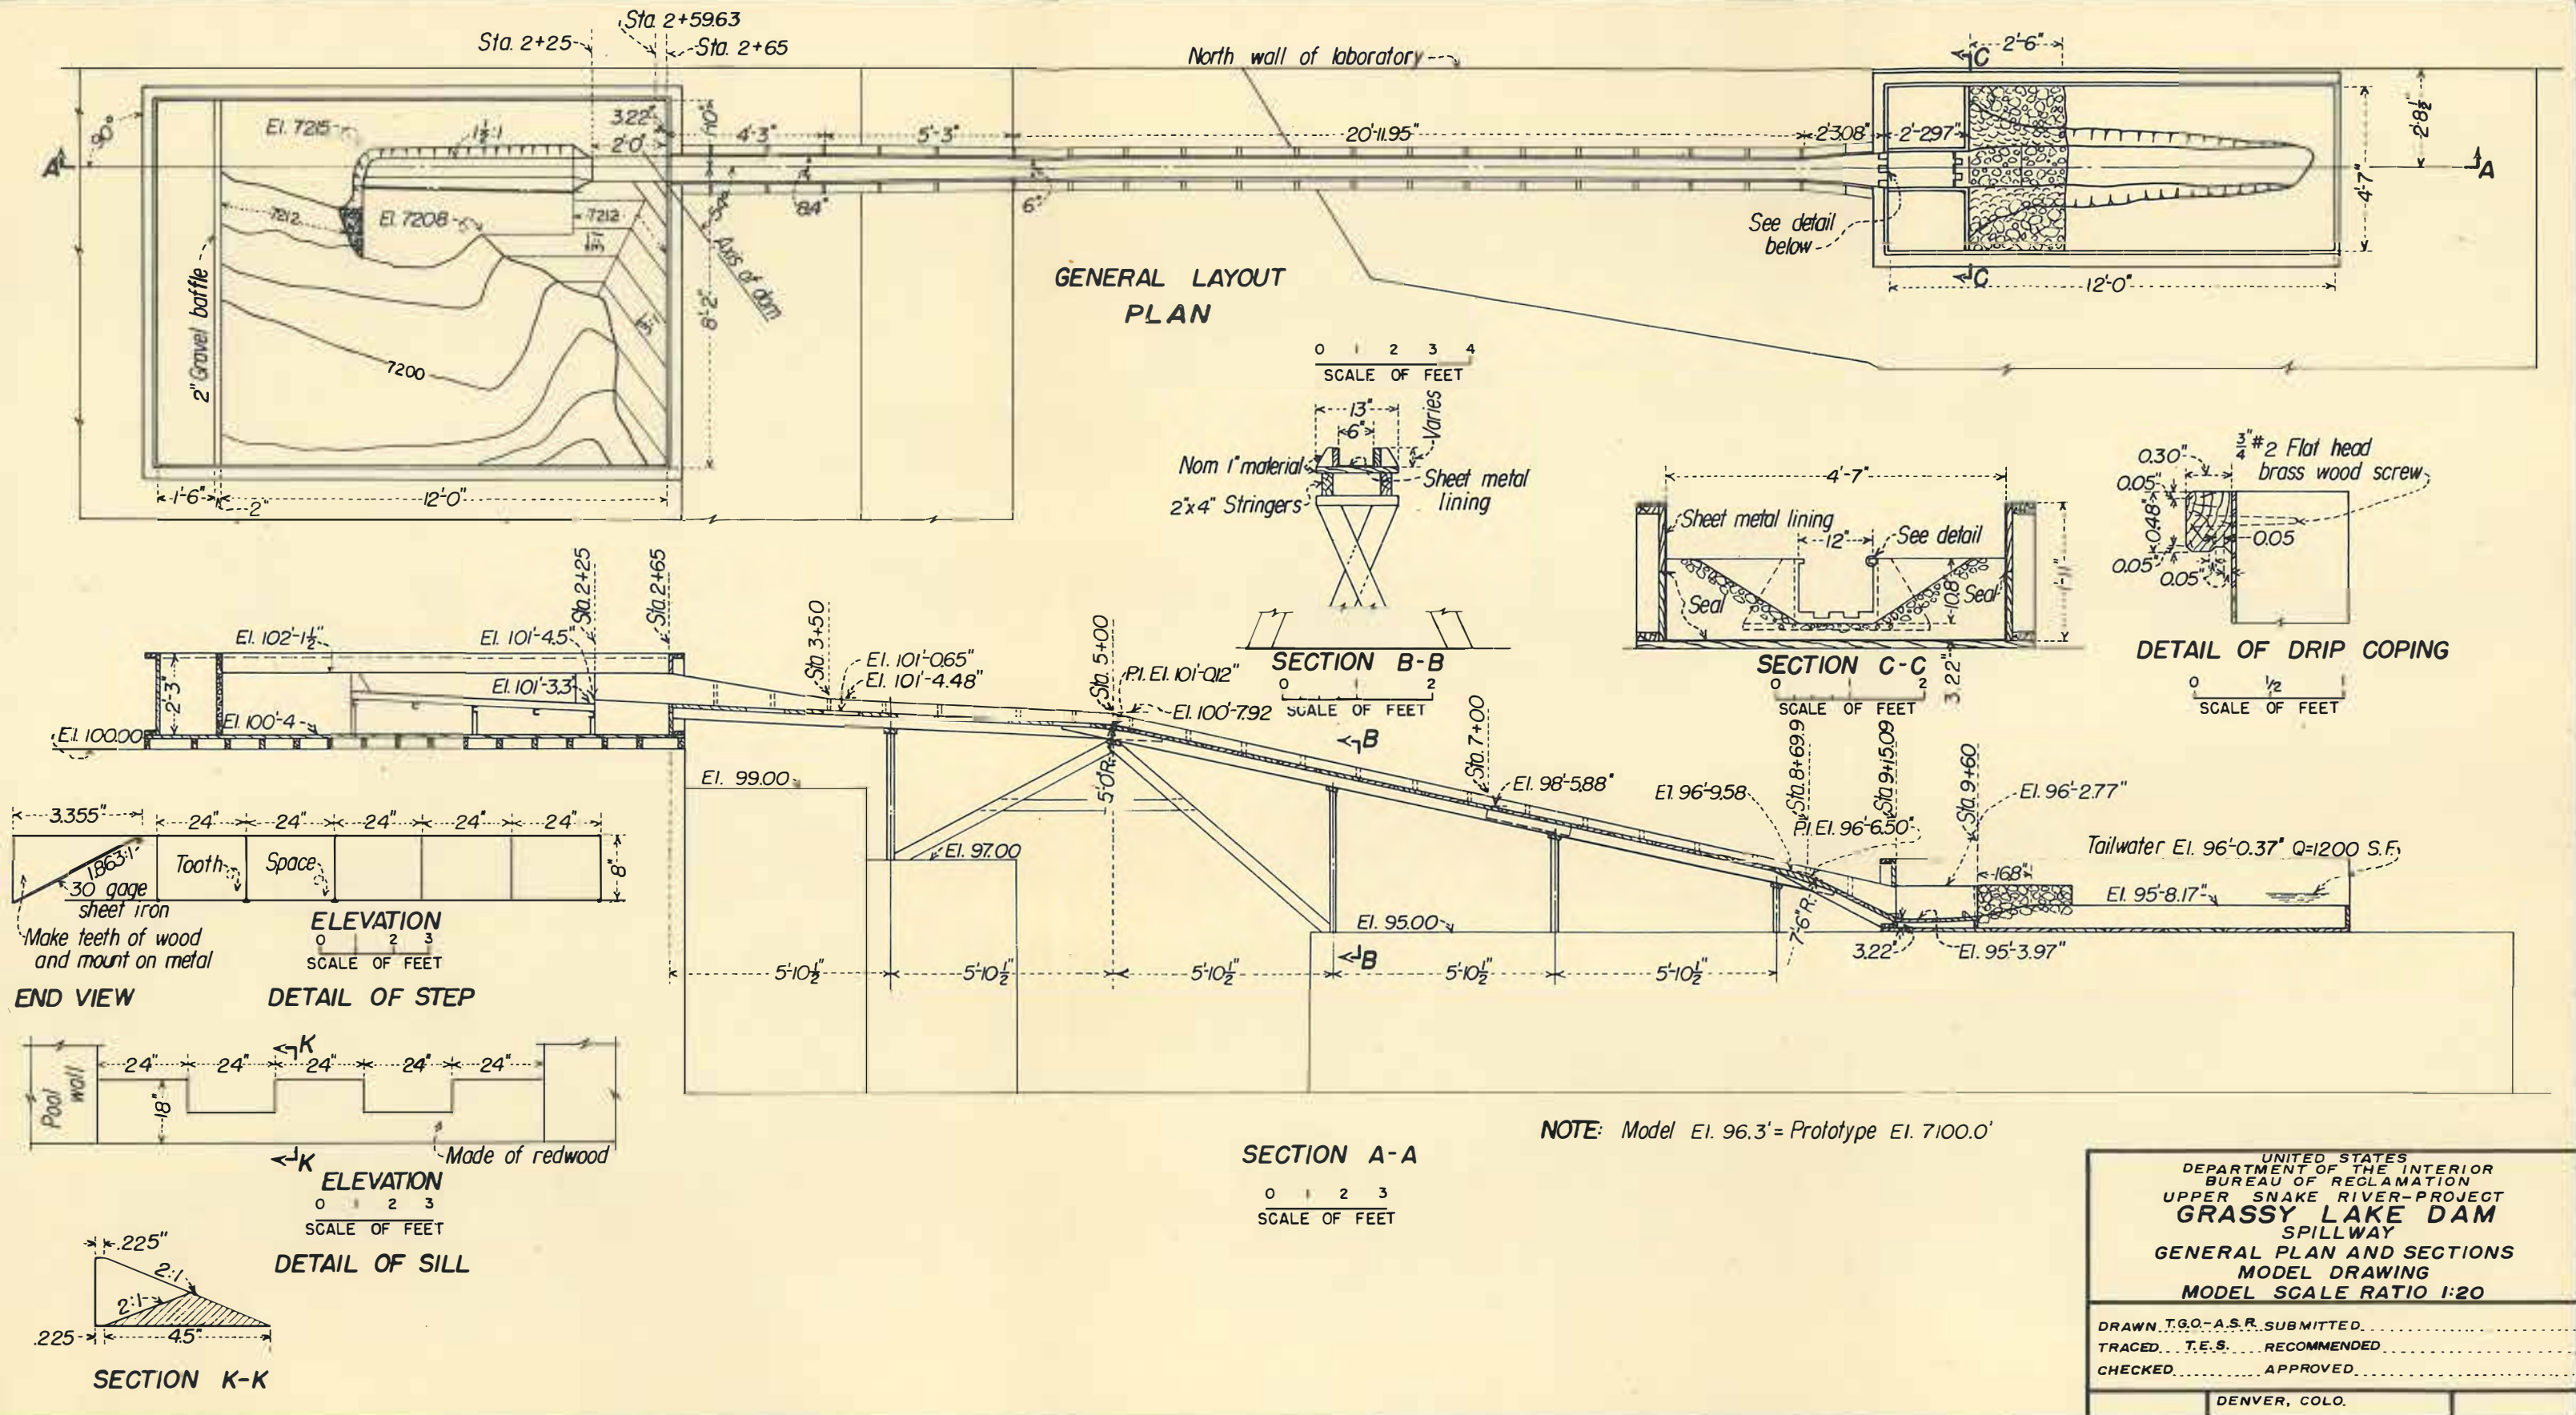 Sta. 2+59.63
Sta. 2+25
Sta. 2+65
North wall of laboratory
C
2'-6"
90°
El. 7215
1½:1
3.22"
2'-0"
10"
4'-3"
5'-3"
20'-11.95"
2'308"
2'-2.97"
2'8½"
A
A
7212
El. 7208
7212
84"
6"
See detail
below
4'-7"
Axis of dam
2" Gravel baffle
8'-2"
7200
C
12'-0"
GENERAL LAYOUT
PLAN
0 1 2 3 4
SCALE OF FEET
1'-6"
2"
12'-0"
13"
6"
Varies
Nom 1" material
Sheet metal
lining
2"x4" Stringers
SECTION B-B
0 2
SCALE OF FEET
4'-7"
Sheet metal lining
12"
See detail
Seal
10.8"
Seal
1'-11"
3.22"
SECTION C-C
0 2
SCALE OF FEET
¾" #2 Flat head
brass wood screw
0.30"
0.05"
0.48"
0.05
0.05"
0.05"
DETAIL OF DRIP COPING
0 1/2
SCALE OF FEET
Sta. 2+25
Sta. 2+65
Sta. 3+50
Sta. 5+00
Sta. 7+00
Sta. 8+69.9
Sta. 9+15.09
Sta. 9+60
El. 102'-1½"
El. 101'-4.5"
El. 101'-3.3"
2'-3"
El. 100'-4
El. 100.00
El. 101'-0.65"
El. 101'-4.48"
P.I. El. 101'-0.12"
El. 100'-7.92
B
El. 99.00
5'-0"R.
El. 98'-5.88"
El. 96'-9.58
P.I. El. 96'-6.50"
El. 96'-2.77"
Tailwater El. 96'-0.37" Q=1200 S.F.
16.8"
El. 95'-8.17"
El. 97.00
El. 95.00
7'-6"R.
3.22"
El. 95'-3.97"
B
5'-10½"
5'-10½"
5'-10½"
5'-10½"
5'-10½"
3.355"
24" 24" 24" 24" 24"
1.863:1
Tooth
Space
8"
30 gage
sheet iron
ELEVATION
0 2 3
SCALE OF FEET
Make teeth of wood
and mount on metal
END VIEW
DETAIL OF STEP
K
24" 24" 24" 24" 24"
Pool wall
18"
K
Made of redwood
ELEVATION
0 1 2 3
SCALE OF FEET
DETAIL OF SILL
.225"
2:1
2:1
.225
4.5"
SECTION K-K
NOTE: Model El. 96.3' = Prototype El. 7100.0'
SECTION A-A
0 1 2 3
SCALE OF FEET
UNITED STATES
DEPARTMENT OF THE INTERIOR
BUREAU OF RECLAMATION
UPPER SNAKE RIVER-PROJECT
GRASSY LAKE DAM
SPILLWAY
GENERAL PLAN AND SECTIONS
MODEL DRAWING
MODEL SCALE RATIO 1:20
DRAWN T.G.O.-A.S.R. SUBMITTED
TRACED T.E.S. RECOMMENDED
CHECKED APPROVED
DENVER, COLO.